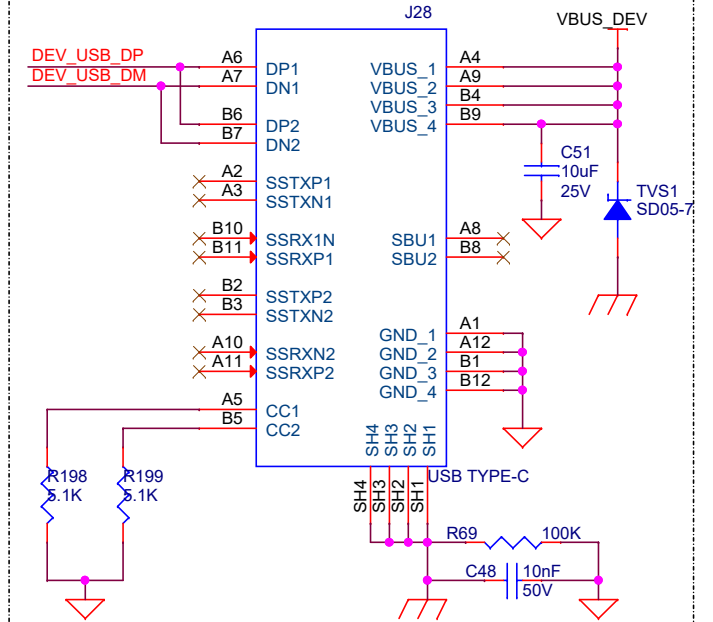 J28
VBUS_DEV
DEV_USB_DP
DEV_USB_DM
A6
A7
B6
B7
A2
A3
B10
B11
B2
B3
A10
A11
A5
B5
DP1
DN1
DP2
DN2
SSTXP1
SSTXN1
SSRX1N
SSRXP1
SSTXP2
SSTXN2
SSRXN2
SSRXP2
CC1
CC2
VBUS_1
VBUS_2
VBUS_3
VBUS_4
SBU1
SBU2
GND_1
GND_2
GND_3
GND_4
A4
A9
B4
B9
A8
B8
A1
A12
B1
B12
C51
10uF
25V
TVS1
SD05-7
SH4
SH3
SH2
SH1
USB TYPE-C
SH4
SH3
SH2
SH1
R198
5.1K
R199
5.1K
R69
100K
C48
10nF
50V